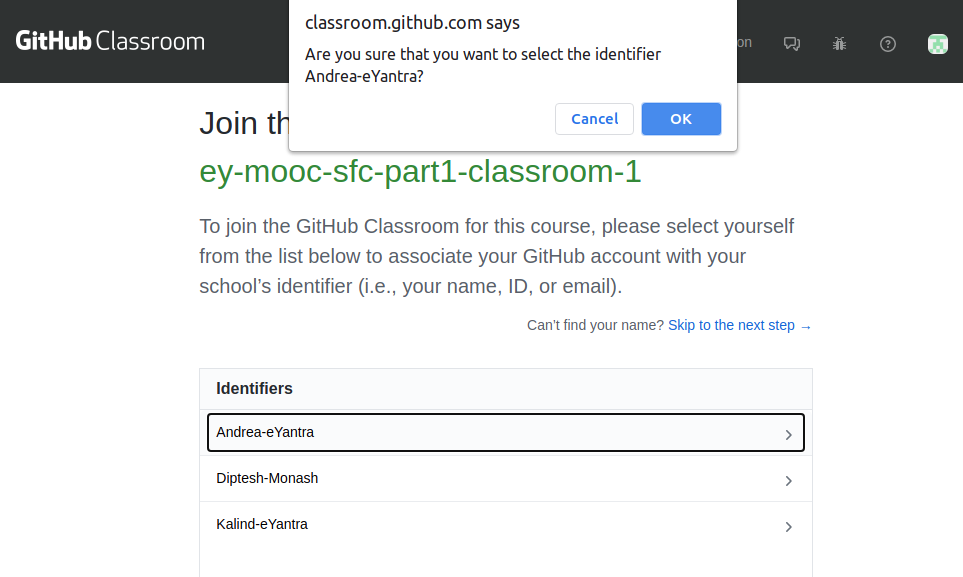 classroom.github.com says
Are you sure that you want to select the identifier
Andrea-eYantra?
Cancel
OK
GitHub Classroom
on
Join th
ey-mooc-sfc-part1-classroom-1
To join the GitHub Classroom for this course, please select yourself
from the list below to associate your GitHub account with your
school’s identifier (i.e., your name, ID, or email).
Can’t find your name? Skip to the next step →
Identifiers
Andrea-eYantra
Diptesh-Monash
Kalind-eYantra